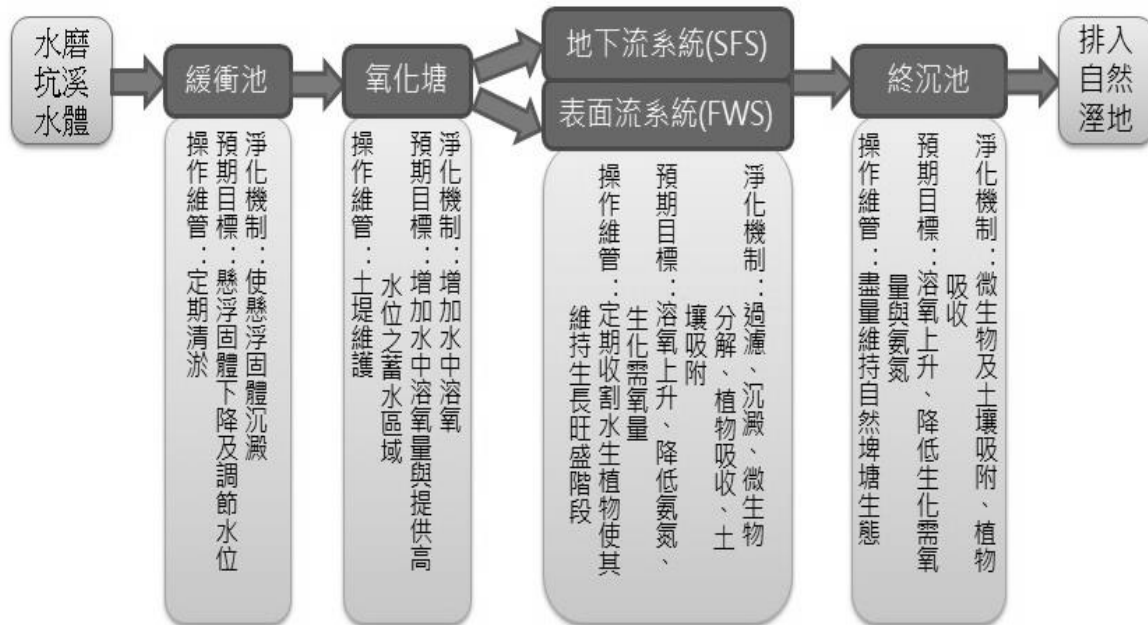 水磨
坑溪
水體
緩衝池
淨化機制：使懸浮固體沉澱
預期目標：懸浮固體下降及調節水位
操作維管：定期清淤
氧化塘
淨化機制：增加水中溶氧
預期目標：增加水中溶氧量與提供高
水位之蓄水區域
操作維管：土堤維護
地下流系統(SFS)
表面流系統(FWS)
淨化機制：過濾、沉澱、微生物
分解、植物吸收、土
壤吸附
預期目標：溶氧上升、降低氨氮、
生化需氧量
操作維管：定期收割水生植物使其
維持生長旺盛階段
終沉池
淨化機制：微生物及土壤吸附、植物
吸收
預期目標：溶氧上升、降低生化需氧
量與氨氮
操作維管：盡量維持自然埤塘生態
排入
自然
溼地